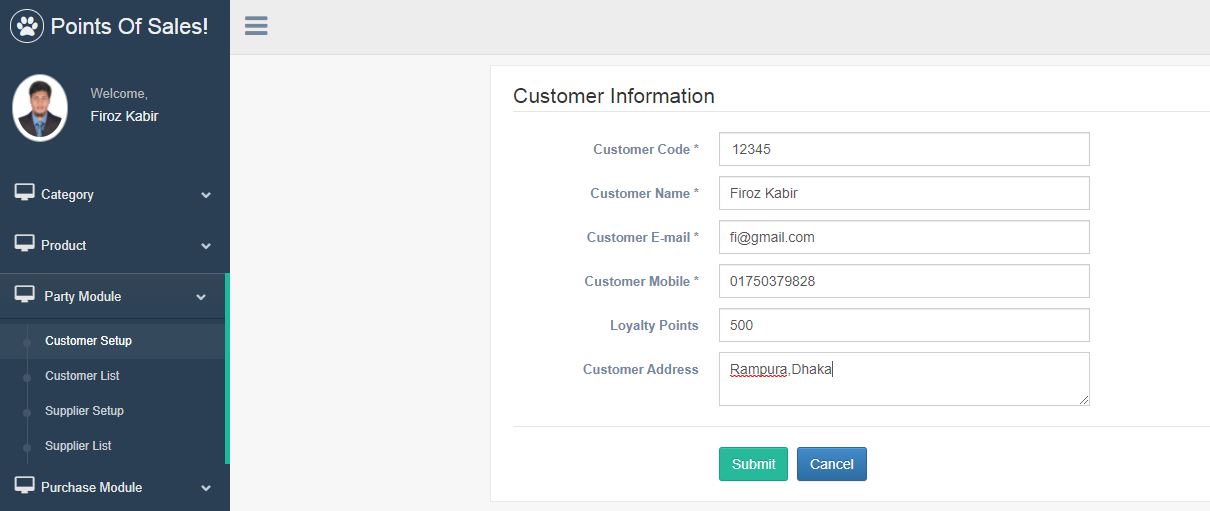 Points Of Sales!
Welcome,
Firoz Kabir
Category
Product
Party Module
Customer Setup
Customer List
Supplier Setup
Supplier List
Purchase Module
Customer Information
Customer Code * 12345
Customer Name * Firoz Kabir
Customer E-mail * fi@gmail.com
Customer Mobile * 01750379828
Loyalty Points 500
Customer Address Rampura,Dhaka
Submit Cancel